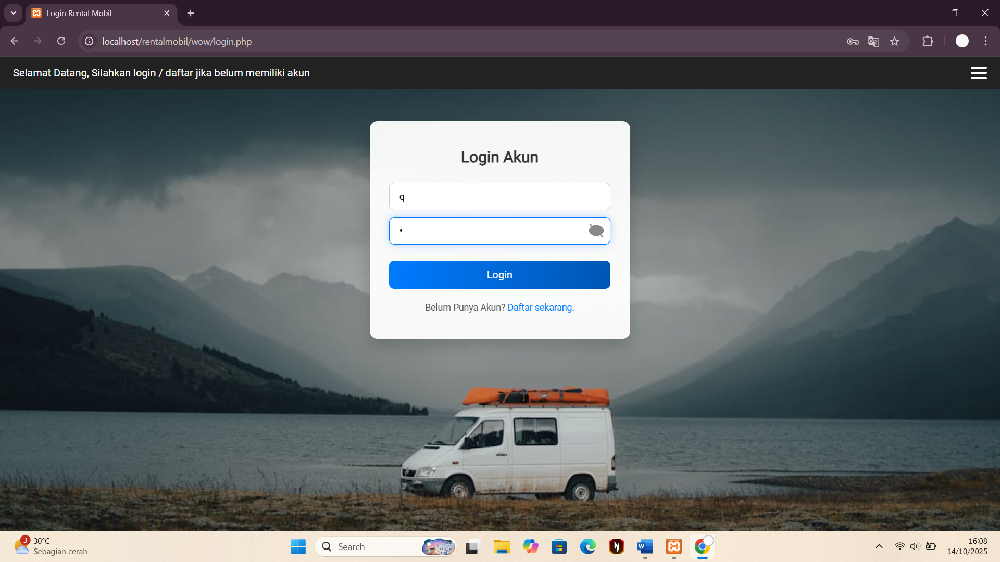 Login Rental Mobil
localhost/rentalmobil/wow/login.php
Selamat Datang, Silahkan login / daftar jika belum memiliki akun
Login Akun
q
•
Login
Belum Punya Akun? Daftar sekarang.
3
30°C
Sebagian cerah
Search
16:08
14/10/2025